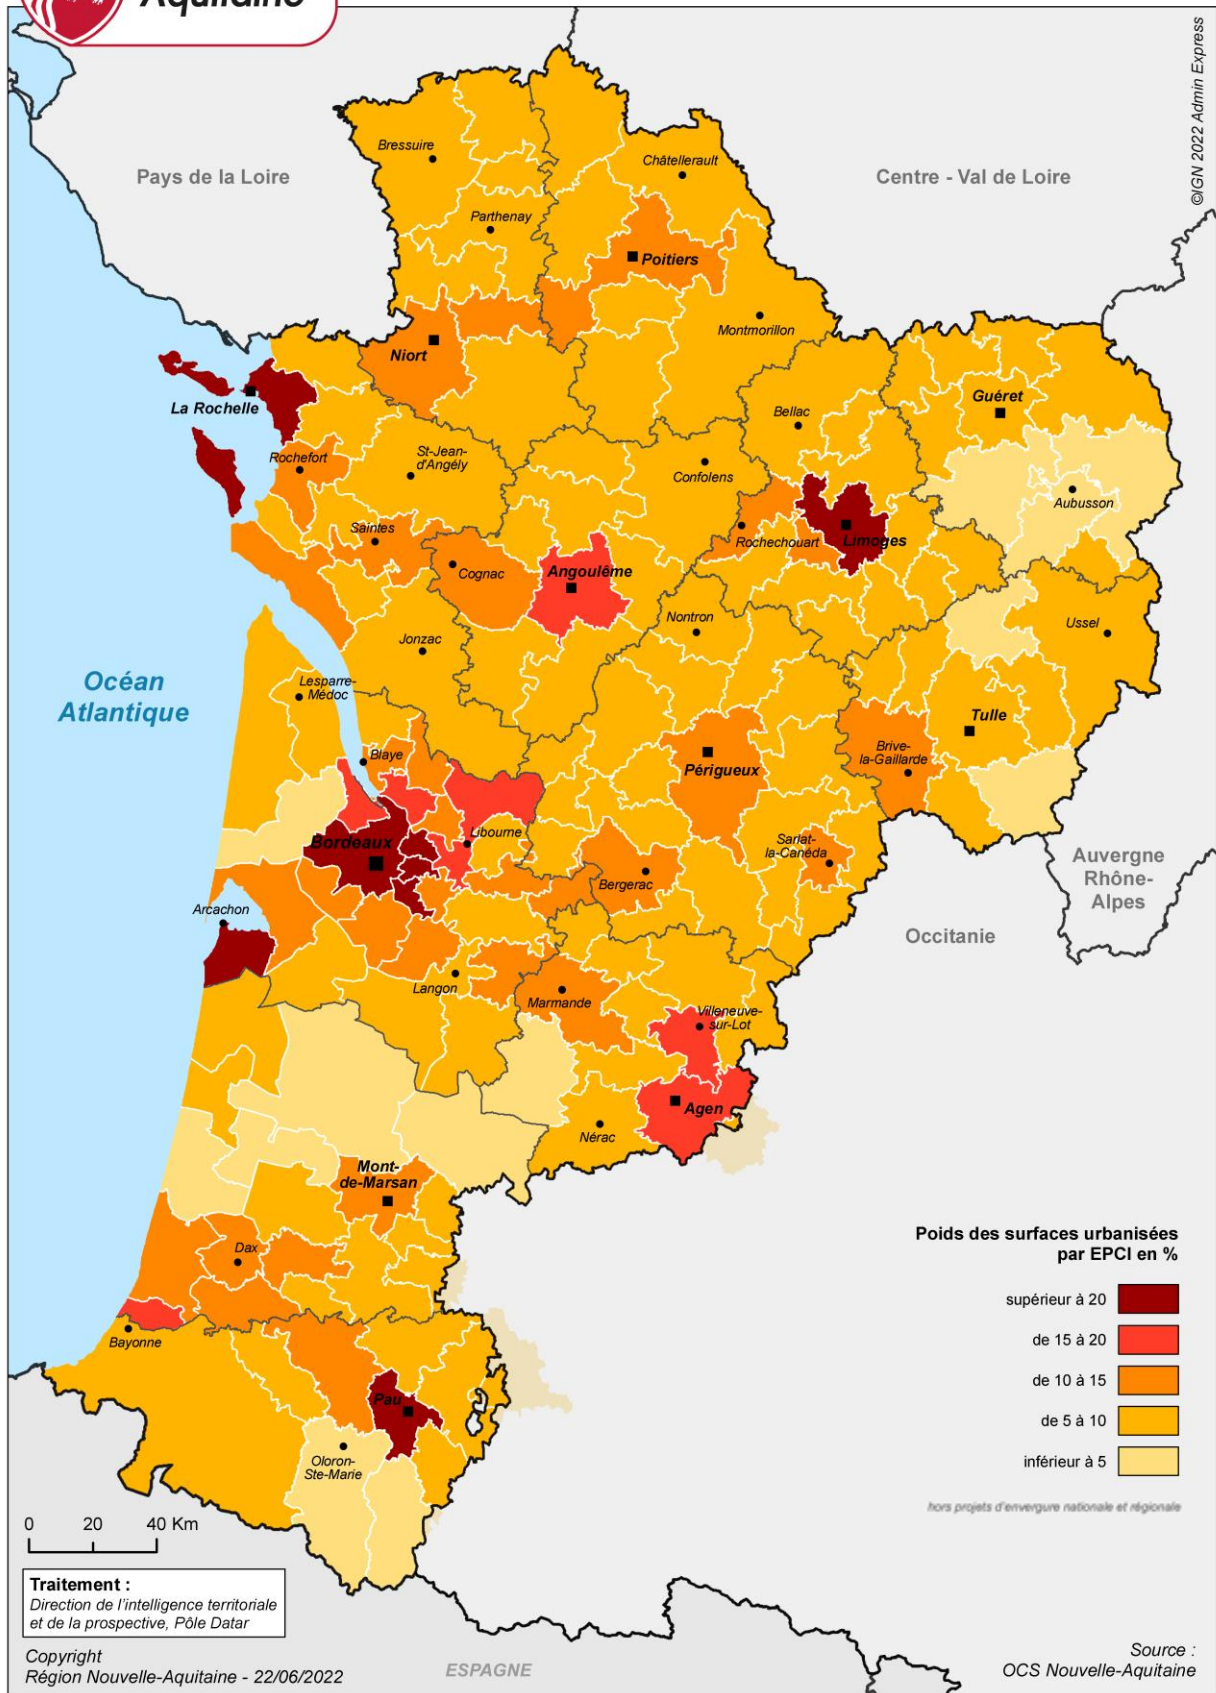 Aquitaine
©IGN 2022 Admin Express
Pays de la Loire
Centre - Val de Loire
Bressuire
Châtellerault
Parthenay
Poitiers
Montmorillon
Niort
La Rochelle
Guéret
Bellac
Rochefort
St-Jean-
d'Angély
Confolens
Aubusson
Saintes
Rochechouart
Limoges
Cognac
Angoulême
Nontron
Ussel
Jonzac
Océan
Atlantique
Lesparre-
Médoc
Tulle
Blaye
Périgueux
Brive-
la-Gaillarde
Bordeaux
Libourne
Sarlat-
la-Canéda
Auvergne
Rhône-
Alpes
Bergerac
Arcachon
Occitanie
Langon
Marmande
Villeneuve-
sur-Lot
Agen
Nérac
Mont-
de-Marsan
Dax
Bayonne
Pau
Oloron-
Ste-Marie
Poids des surfaces urbanisées
par EPCI en %
supérieur à 20
de 15 à 20
de 10 à 15
de 5 à 10
inférieur à 5
hors projets d'envergure nationale et régionale
0 20 40 Km
Traitement :
Direction de l'intelligence territoriale
et de la prospective, Pôle Datar
Copyright
Région Nouvelle-Aquitaine - 22/06/2022
ESPAGNE
Source :
OCS Nouvelle-Aquitaine